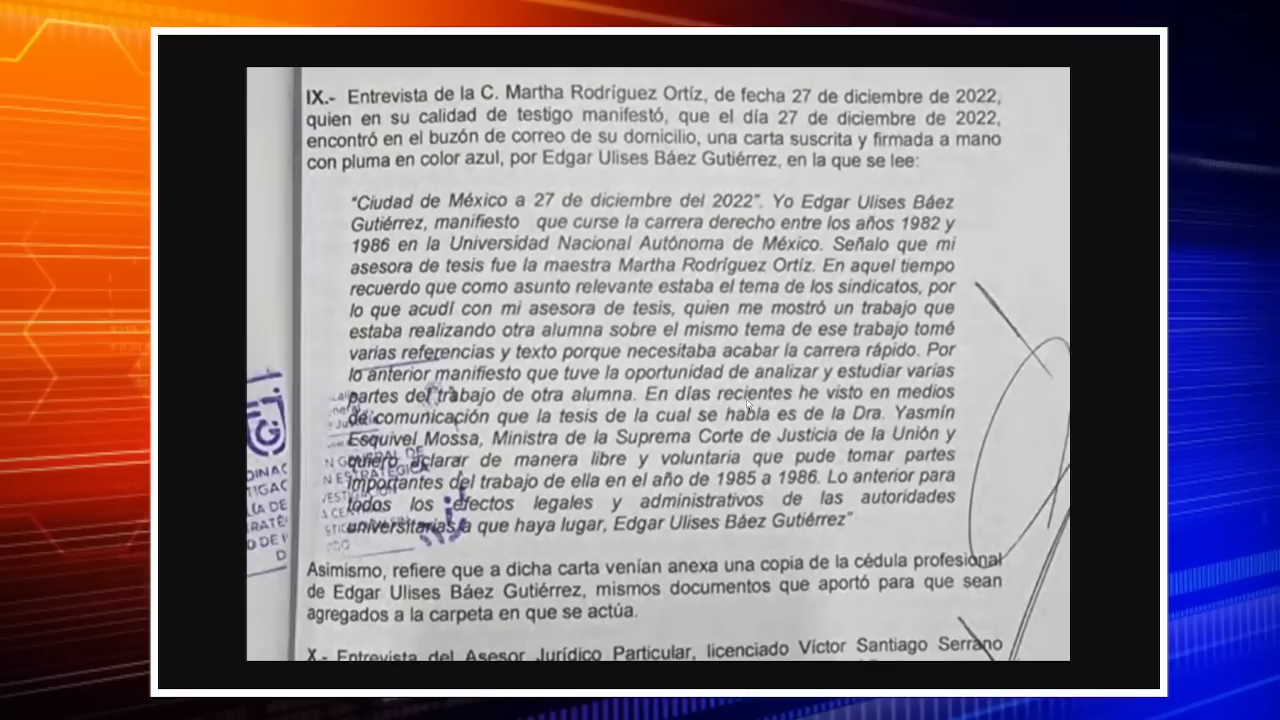 IX.- Entrevista de la C. Martha Rodríguez Ortíz, de fecha 27 de diciembre de 2022,
quien en su calidad de testigo manifestó, que el día 27 de diciembre de 2022,
encontró en el buzón de correo de su domicilio, una carta suscrita y firmada a mano
con pluma en color azul, por Edgar Ulises Báez Gutiérrez, en la que se lee:
"Ciudad de México a 27 de diciembre del 2022". Yo Edgar Ulises Báez
Gutiérrez, manifiesto que curse la carrera derecho entre los años 1982 y
1986 en la Universidad Nacional Autónoma de México. Señalo que mi
asesora de tesis fue la maestra Martha Rodríguez Ortíz. En aquel tiempo
recuerdo que como asunto relevante estaba el tema de los sindicatos, por
lo que acudí con mi asesora de tesis, quien me mostró un trabajo que
estaba realizando otra alumna sobre el mismo tema de ese trabajo tomé
varias referencias y texto porque necesitaba acabar la carrera rápido. Por
lo anterior manifiesto que tuve la oportunidad de analizar y estudiar varias
partes del trabajo de otra alumna. En días recientes he visto en medios
de comunicación que la tesis de la cual se habla es de la Dra. Yasmín
Esquivel Mossa, Ministra de la Suprema Corte de Justicia de la Unión y
quiero aclarar de manera libre y voluntaria que pude tomar partes
importantes del trabajo de ella en el año de 1985 a 1986. Lo anterior para
todos los efectos legales y administrativos de las autoridades
universitarias a que haya lugar, Edgar Ulises Báez Gutiérrez"
Asimismo, refiere que a dicha carta venían anexa una copia de la cédula profesional
de Edgar Ulises Báez Gutiérrez, mismos documentos que aportó para que sean
agregados a la carpeta en que se actúa.
X.- Entrevista del Asesor Jurídico Particular, licenciado Víctor Santiago Serrano